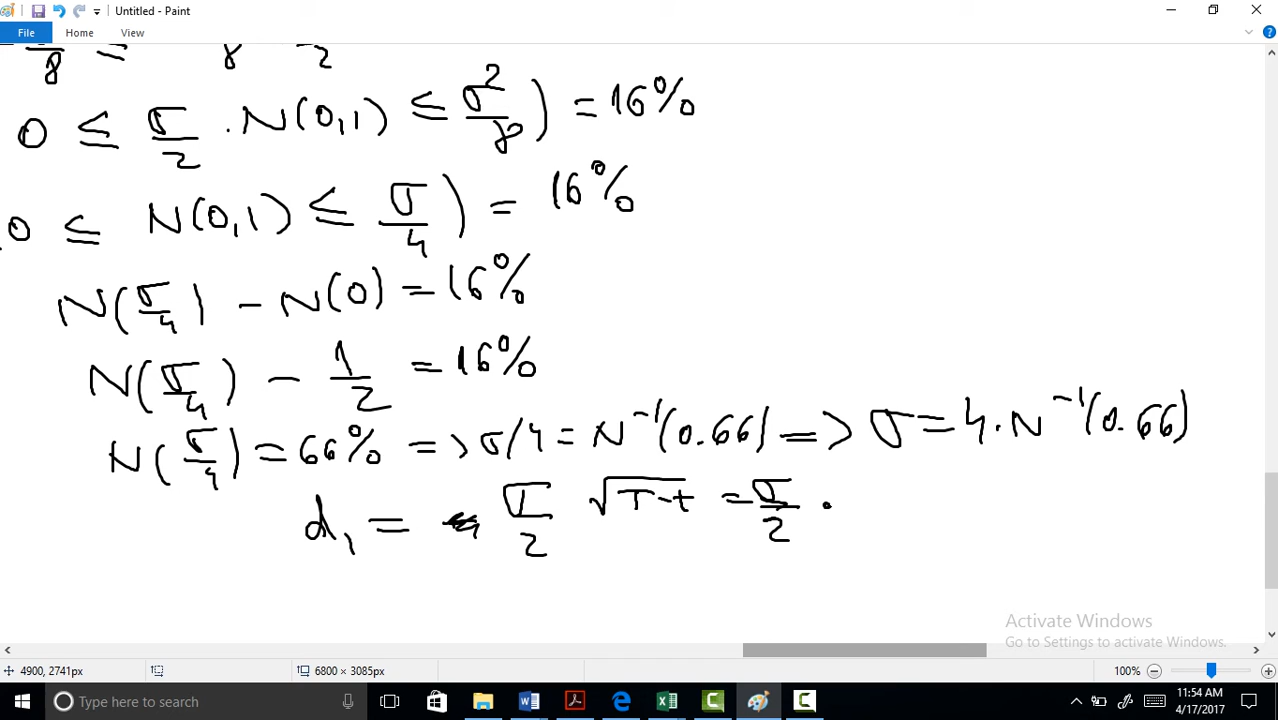 Untitled - Paint
File Home View
8 ≤ 8 2
0 ≤ σ/2 · N(0,1) ≤ σ²/8) = 16%
0 ≤ N(0,1) ≤ σ/4) = 16%
N(σ/4) - N(0) = 16%
N(σ/4) - 1/2 = 16%
N(σ/4) = 66% => σ/4 = N⁻¹(0.66) => σ = 4·N⁻¹(0.66)
d₁ = σ/2 √T-t = σ/2 ·
Activate Windows
Go to Settings to activate Windows.
4900, 2741px 6800 × 3085px 100%
Type here to search 11:54 AM
4/17/2017